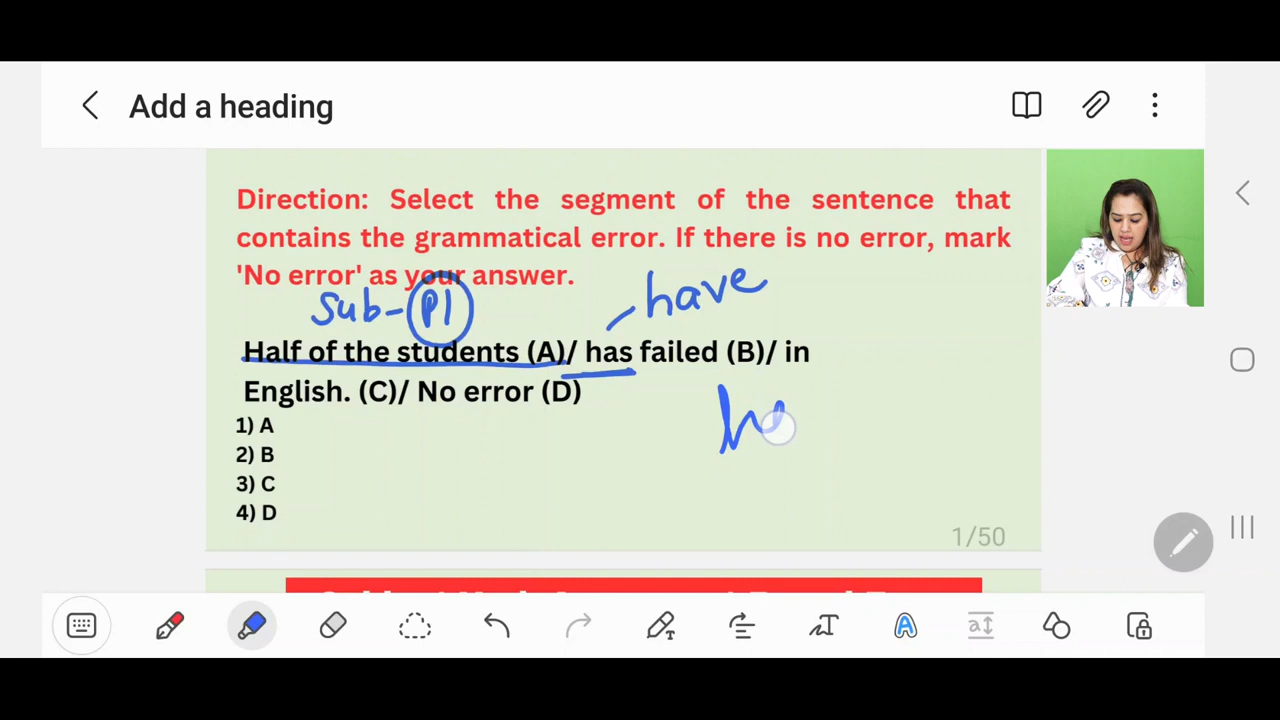 Add a heading
Direction: Select the segment of the sentence that
contains the grammatical error. If there is no error, mark
'No error' as your answer.
have
Sub- Pl
Half of the students (A)/ has failed (B)/ in
English. (C)/ No error (D)
1) A
2) B
3) C
4) D
1/50